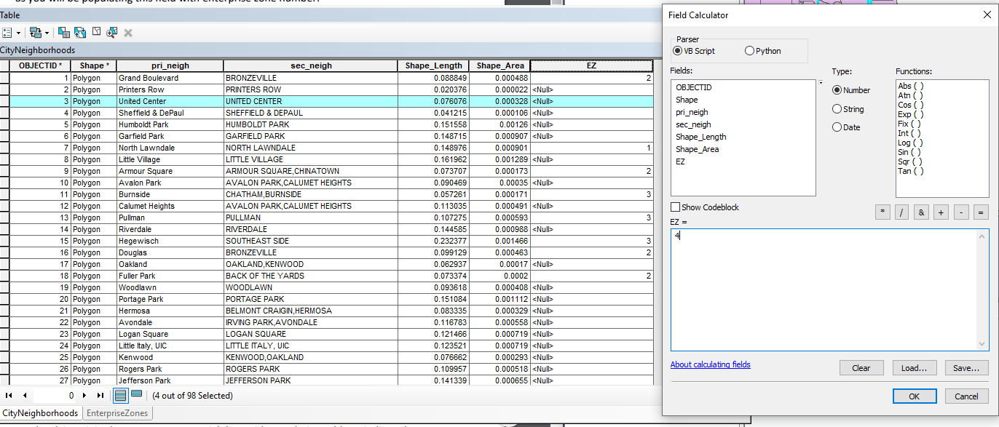 as you will be populating this field with enterprise zone number.
Table
CityNeighborhoods
OBJECTID * Shape * pri_neigh sec_neigh Shape_Length Shape_Area EZ
1 Polygon Grand Boulevard BRONZEVILLE 0.088849 0.000488 2
2 Polygon Printers Row PRINTERS ROW 0.020376 0.000022 <Null>
3 Polygon United Center UNITED CENTER 0.076076 0.000328 <Null>
4 Polygon Sheffield & DePaul SHEFFIELD & DEPAUL 0.041215 0.000106 <Null>
5 Polygon Humboldt Park HUMBOLDT PARK 0.151558 0.00126 <Null>
6 Polygon Garfield Park GARFIELD PARK 0.148715 0.000907 <Null>
7 Polygon North Lawndale NORTH LAWNDALE 0.148976 0.000901 1
8 Polygon Little Village LITTLE VILLAGE 0.161962 0.001289 <Null>
9 Polygon Armour Square ARMOUR SQUARE,CHINATOWN 0.073707 0.000173 2
10 Polygon Avalon Park AVALON PARK,CALUMET HEIGHTS 0.090469 0.00035 <Null>
11 Polygon Burnside CHATHAM,BURNSIDE 0.057261 0.000171 3
12 Polygon Calumet Heights AVALON PARK,CALUMET HEIGHTS 0.113035 0.000491 <Null>
13 Polygon Pullman PULLMAN 0.107275 0.000593 3
14 Polygon Riverdale RIVERDALE 0.144585 0.000988 <Null>
15 Polygon Hegewisch SOUTHEAST SIDE 0.232377 0.001466 3
16 Polygon Douglas BRONZEVILLE 0.099129 0.000463 2
17 Polygon Oakland OAKLAND,KENWOOD 0.062937 0.00017 <Null>
18 Polygon Fuller Park BACK OF THE YARDS 0.073374 0.0002 2
19 Polygon Woodlawn WOODLAWN 0.093618 0.000408 <Null>
20 Polygon Portage Park PORTAGE PARK 0.151084 0.001112 <Null>
21 Polygon Hermosa BELMONT CRAIGIN,HERMOSA 0.083335 0.000329 <Null>
22 Polygon Avondale IRVING PARK,AVONDALE 0.116783 0.000558 <Null>
23 Polygon Logan Square LOGAN SQUARE 0.121466 0.000719 <Null>
24 Polygon Little Italy, UIC LITTLE ITALY, UIC 0.123521 0.000719 <Null>
25 Polygon Kenwood KENWOOD,OAKLAND 0.076662 0.000293 <Null>
26 Polygon Rogers Park ROGERS PARK 0.109957 0.000518 <Null>
27 Polygon Jefferson Park JEFFERSON PARK 0.141339 0.000655 <Null>
0 (4 out of 98 Selected)
CityNeighborhoods EnterpriseZones
Field Calculator
Parser
VB Script Python
Fields: Type: Functions:
OBJECTID
Shape
pri_neigh
sec_neigh
Shape_Length
Shape_Area
EZ
Number
String
Date
Abs ( )
Atn ( )
Cos ( )
Exp ( )
Fix ( )
Int ( )
Log ( )
Sin ( )
Sqr ( )
Tan ( )
Show Codeblock
* / & + - =
EZ =
4
About calculating fields
Clear Load... Save...
OK Cancel